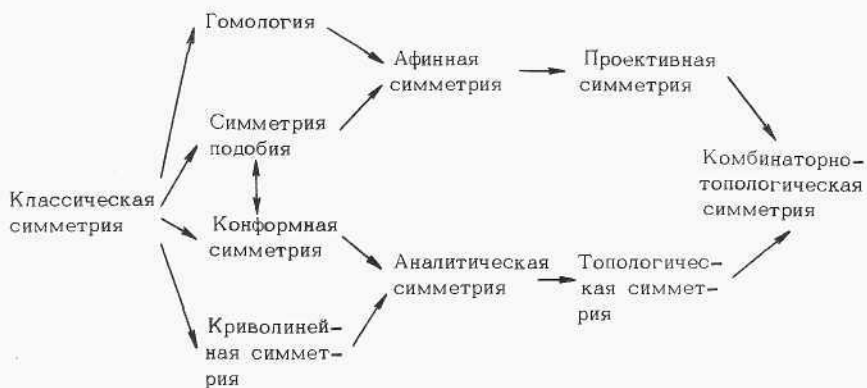 Гомология
Афинная
симметрия
Проективная
симметрия
Симметрия
подобия
Комбинаторно-
топологическая
симметрия
Классическая
симметрия
Конформная
симметрия
Аналитическая
симметрия
Топологичес-
кая симмет-
рия
Криволиней-
ная симмет-
рия